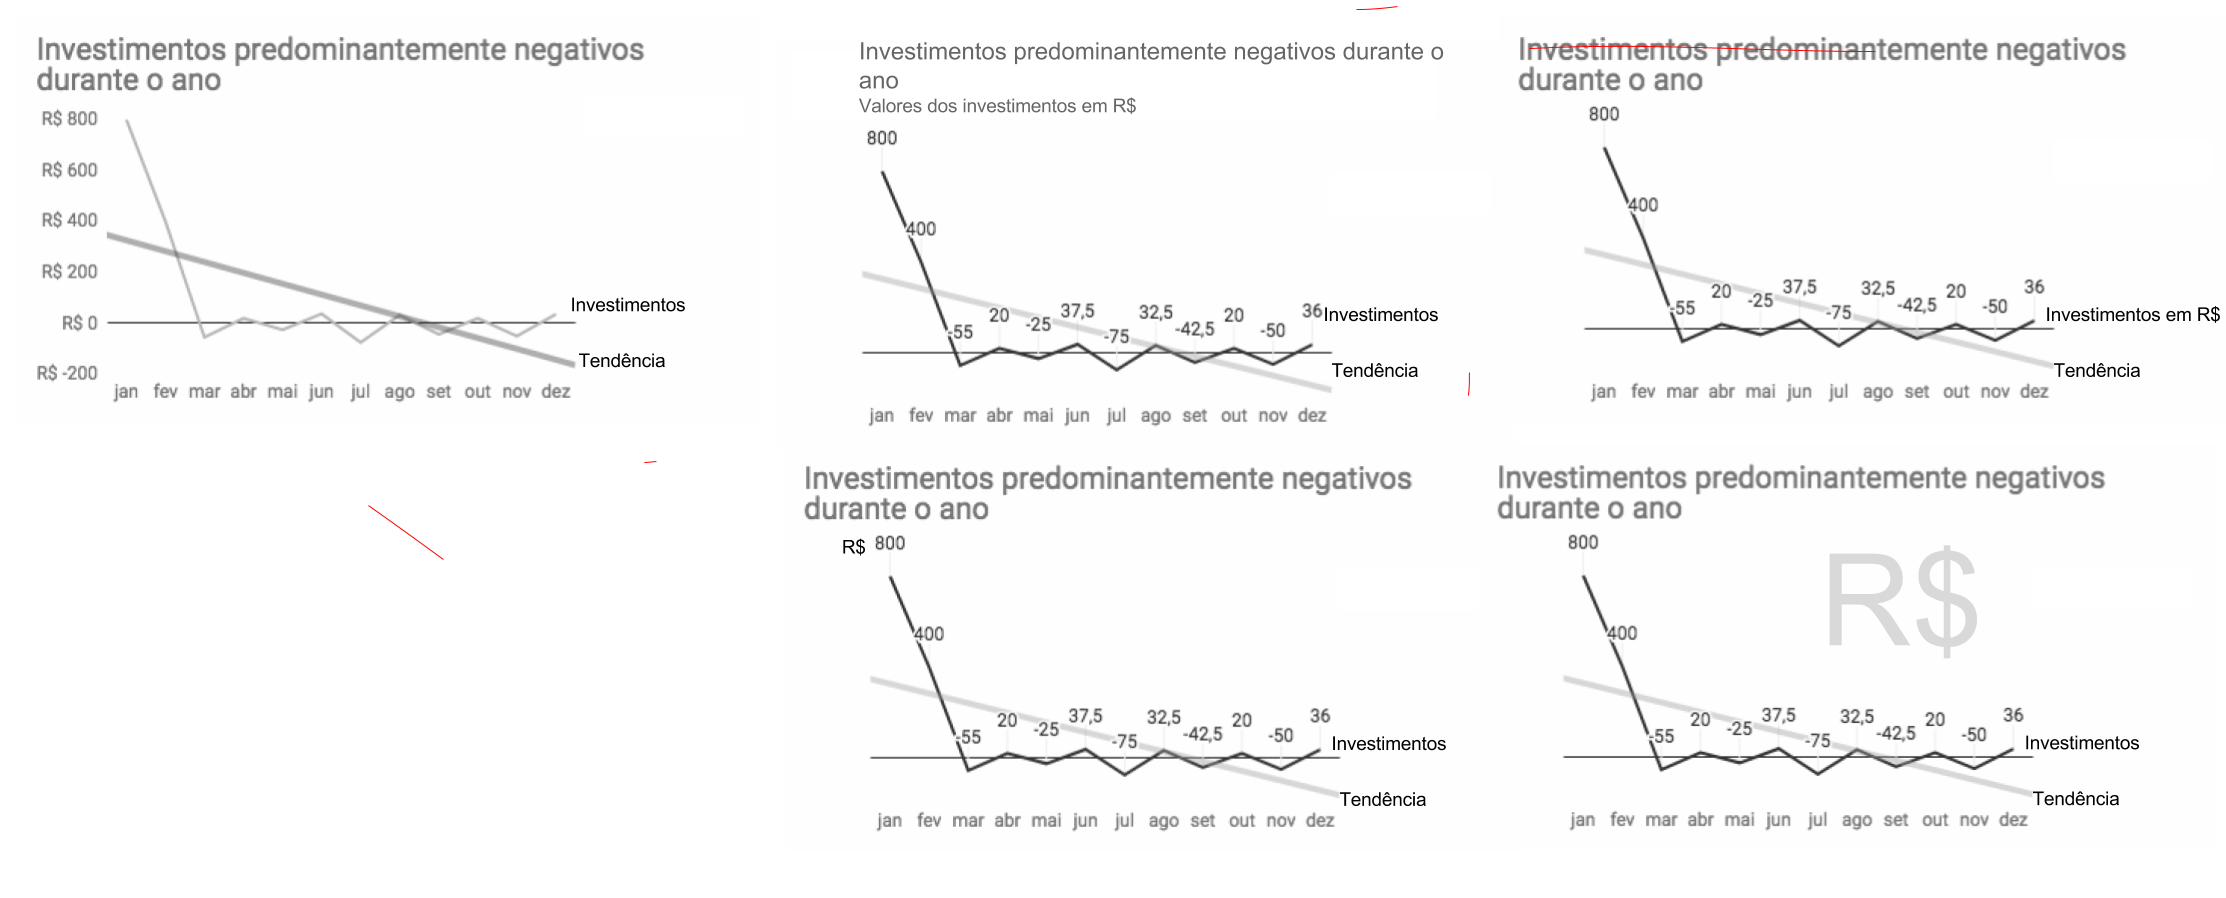 Investimentos predominantemente negativos
durante o ano
R$ 800
R$ 600
R$ 400
R$ 200
R$ 0
R$ -200
Investimentos
Tendência
jan fev mar abr mai jun jul ago set out nov dez
Investimentos predominantemente negativos durante o
ano
Valores dos investimentos em R$
800
400
-55 20 -25 37,5 -75 32,5 -42,5 20 -50 36
Investimentos
Tendência
jan fev mar abr mai jun jul ago set out nov dez
Investimentos predominantemente negativos
durante o ano
800
400
-55 20 -25 37,5 -75 32,5 -42,5 20 -50 36
Investimentos em R$
Tendência
jan fev mar abr mai jun jul ago set out nov dez
Investimentos predominantemente negativos
durante o ano
R$ 800
400
-55 20 -25 37,5 -75 32,5 -42,5 20 -50 36
Investimentos
Tendência
jan fev mar abr mai jun jul ago set out nov dez
Investimentos predominantemente negativos
durante o ano
800
R$
400
-55 20 -25 37,5 -75 32,5 -42,5 20 -50 36
Investimentos
Tendência
jan fev mar abr mai jun jul ago set out nov dez